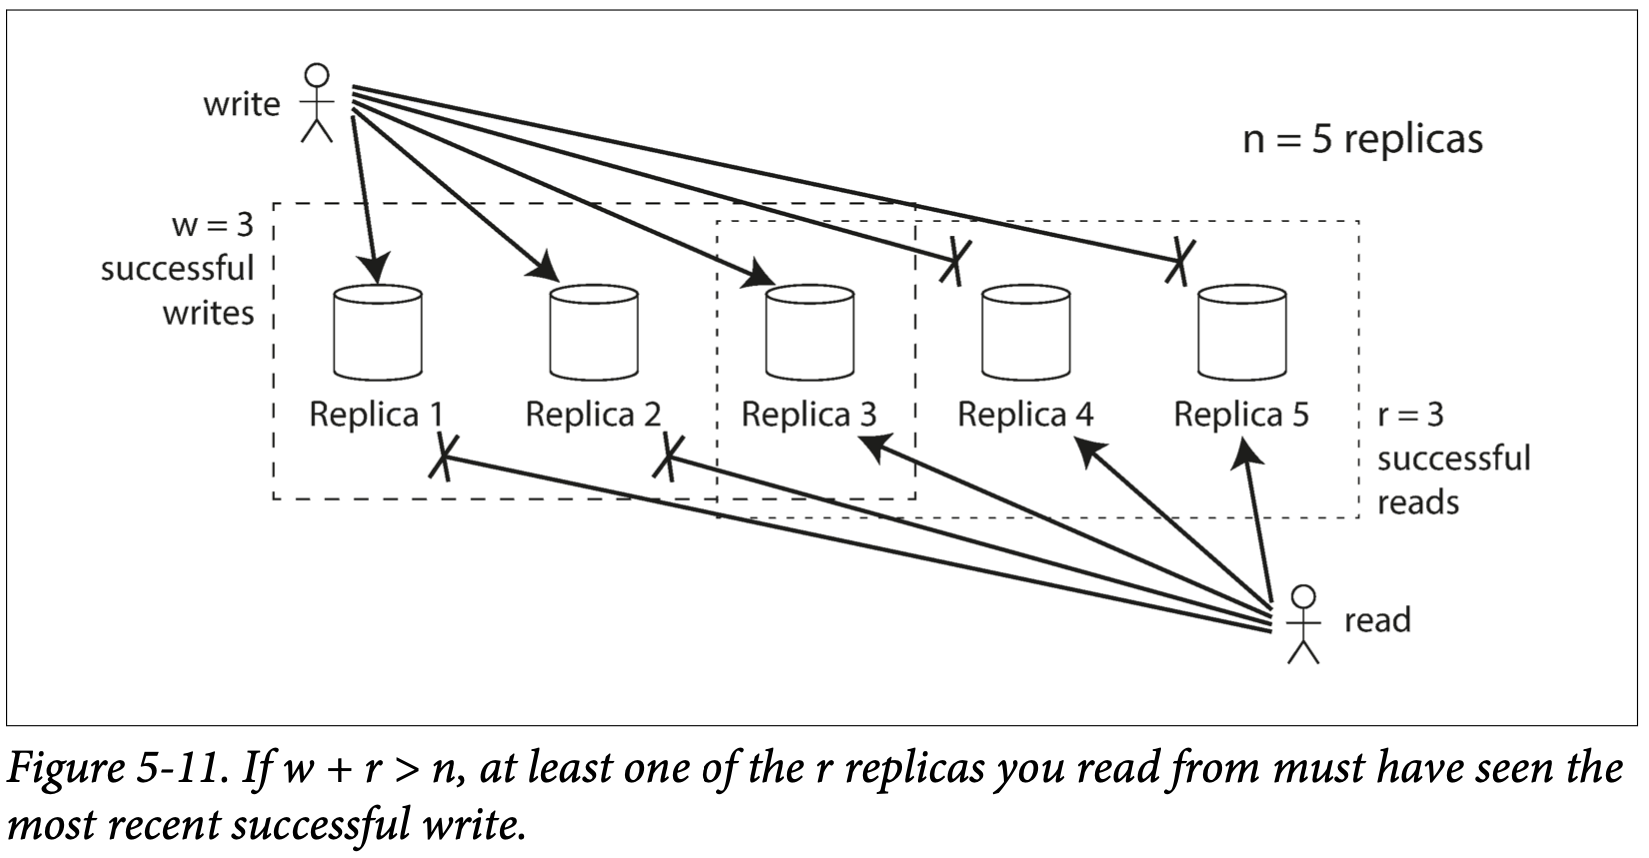 write
n = 5 replicas
w = 3
successful
writes
Replica 1
Replica 2
Replica 3
Replica 4
Replica 5
r = 3
successful
reads
read
Figure 5-11. If w + r > n, at least one of the r replicas you read from must have seen the
most recent successful write.